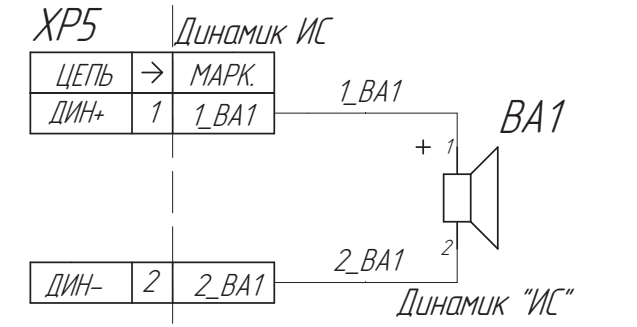 XP5 Динамик ИС
ЦЕПЬ → МАРК.
ДИН+ 1 1_BA1
1_BA1
BA1
+ 1
ДИН– 2 2_BA1
2_BA1
2
Динамик "ИС"